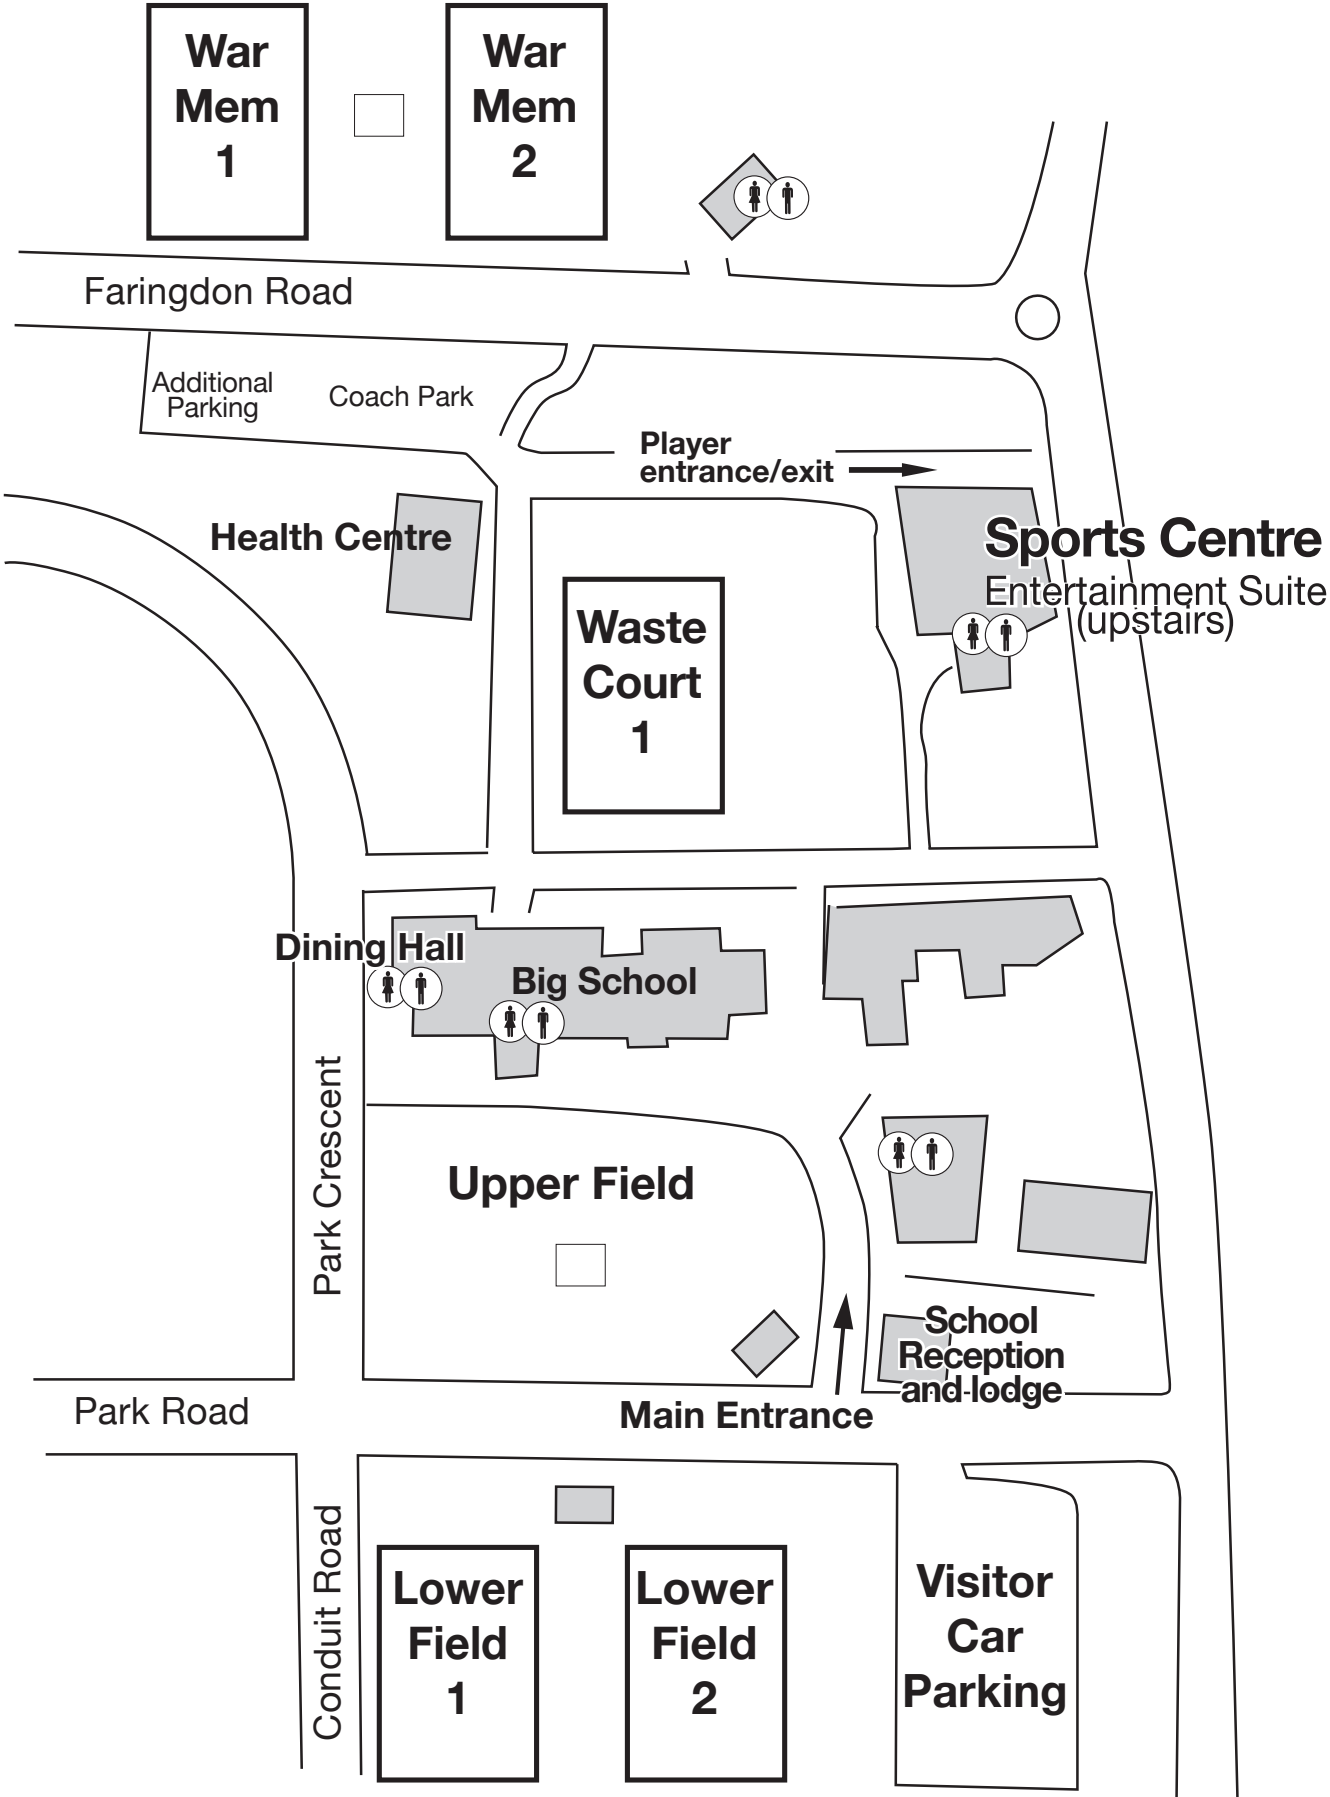 War
Mem
1
War
Mem
2
Faringdon Road
Additional
Parking
Coach Park
Player
entrance/exit
Health Centre
Sports Centre
Entertainment Suite
(upstairs)
Waste
Court
1
Dining Hall
Big School
Park Crescent
Upper Field
School
Reception
and lodge
Main Entrance
Park Road
Conduit Road
Lower
Field
1
Lower
Field
2
Visitor
Car
Parking